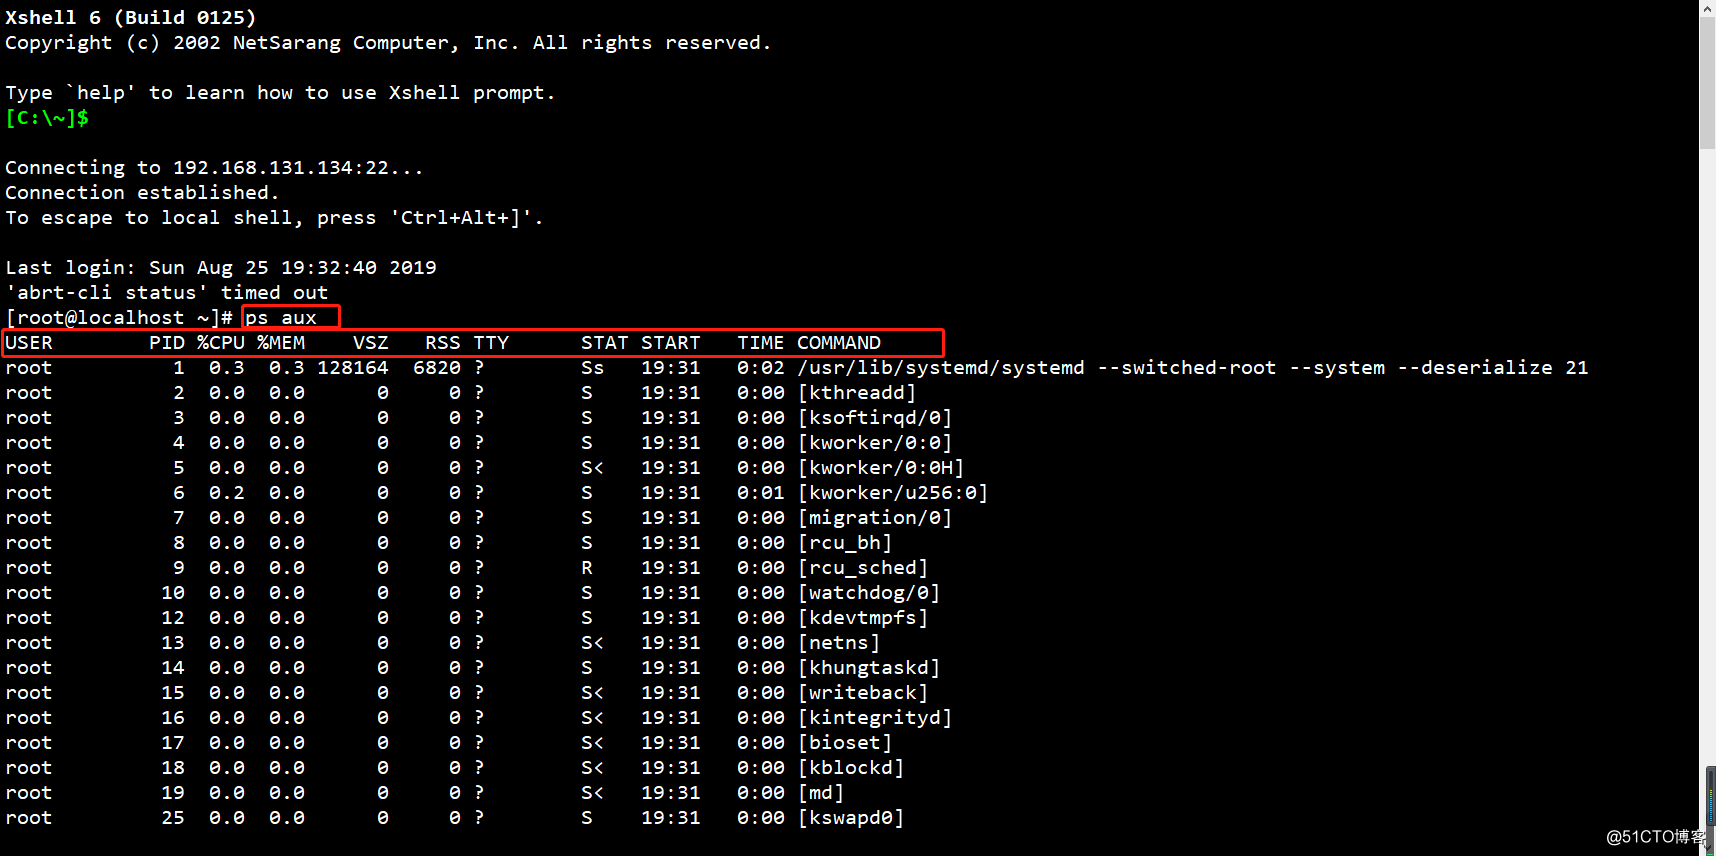 Xshell 6 (Build 0125)
Copyright (c) 2002 NetSarang Computer, Inc. All rights reserved.
Type `help' to learn how to use Xshell prompt.
[C:\~]$
Connecting to 192.168.131.134:22...
Connection established.
To escape to local shell, press 'Ctrl+Alt+]'.
Last login: Sun Aug 25 19:32:40 2019
'abrt-cli status' timed out
[root@localhost ~]# ps aux
USER        PID %CPU %MEM    VSZ   RSS TTY      STAT START   TIME COMMAND
root          1  0.3  0.3 128164  6820 ?        Ss   19:31   0:02 /usr/lib/systemd/systemd --switched-root --system --deserialize 21
root          2  0.0  0.0      0     0 ?        S    19:31   0:00 [kthreadd]
root          3  0.0  0.0      0     0 ?        S    19:31   0:00 [ksoftirqd/0]
root          4  0.0  0.0      0     0 ?        S    19:31   0:00 [kworker/0:0]
root          5  0.0  0.0      0     0 ?        S<   19:31   0:00 [kworker/0:0H]
root          6  0.2  0.0      0     0 ?        S    19:31   0:01 [kworker/u256:0]
root          7  0.0  0.0      0     0 ?        S    19:31   0:00 [migration/0]
root          8  0.0  0.0      0     0 ?        S    19:31   0:00 [rcu_bh]
root          9  0.0  0.0      0     0 ?        R    19:31   0:00 [rcu_sched]
root         10  0.0  0.0      0     0 ?        S    19:31   0:00 [watchdog/0]
root         12  0.0  0.0      0     0 ?        S    19:31   0:00 [kdevtmpfs]
root         13  0.0  0.0      0     0 ?        S<   19:31   0:00 [netns]
root         14  0.0  0.0      0     0 ?        S    19:31   0:00 [khungtaskd]
root         15  0.0  0.0      0     0 ?        S<   19:31   0:00 [writeback]
root         16  0.0  0.0      0     0 ?        S<   19:31   0:00 [kintegrityd]
root         17  0.0  0.0      0     0 ?        S<   19:31   0:00 [bioset]
root         18  0.0  0.0      0     0 ?        S<   19:31   0:00 [kblockd]
root         19  0.0  0.0      0     0 ?        S<   19:31   0:00 [md]
root         25  0.0  0.0      0     0 ?        S    19:31   0:00 [kswapd0]
@51CTO博客